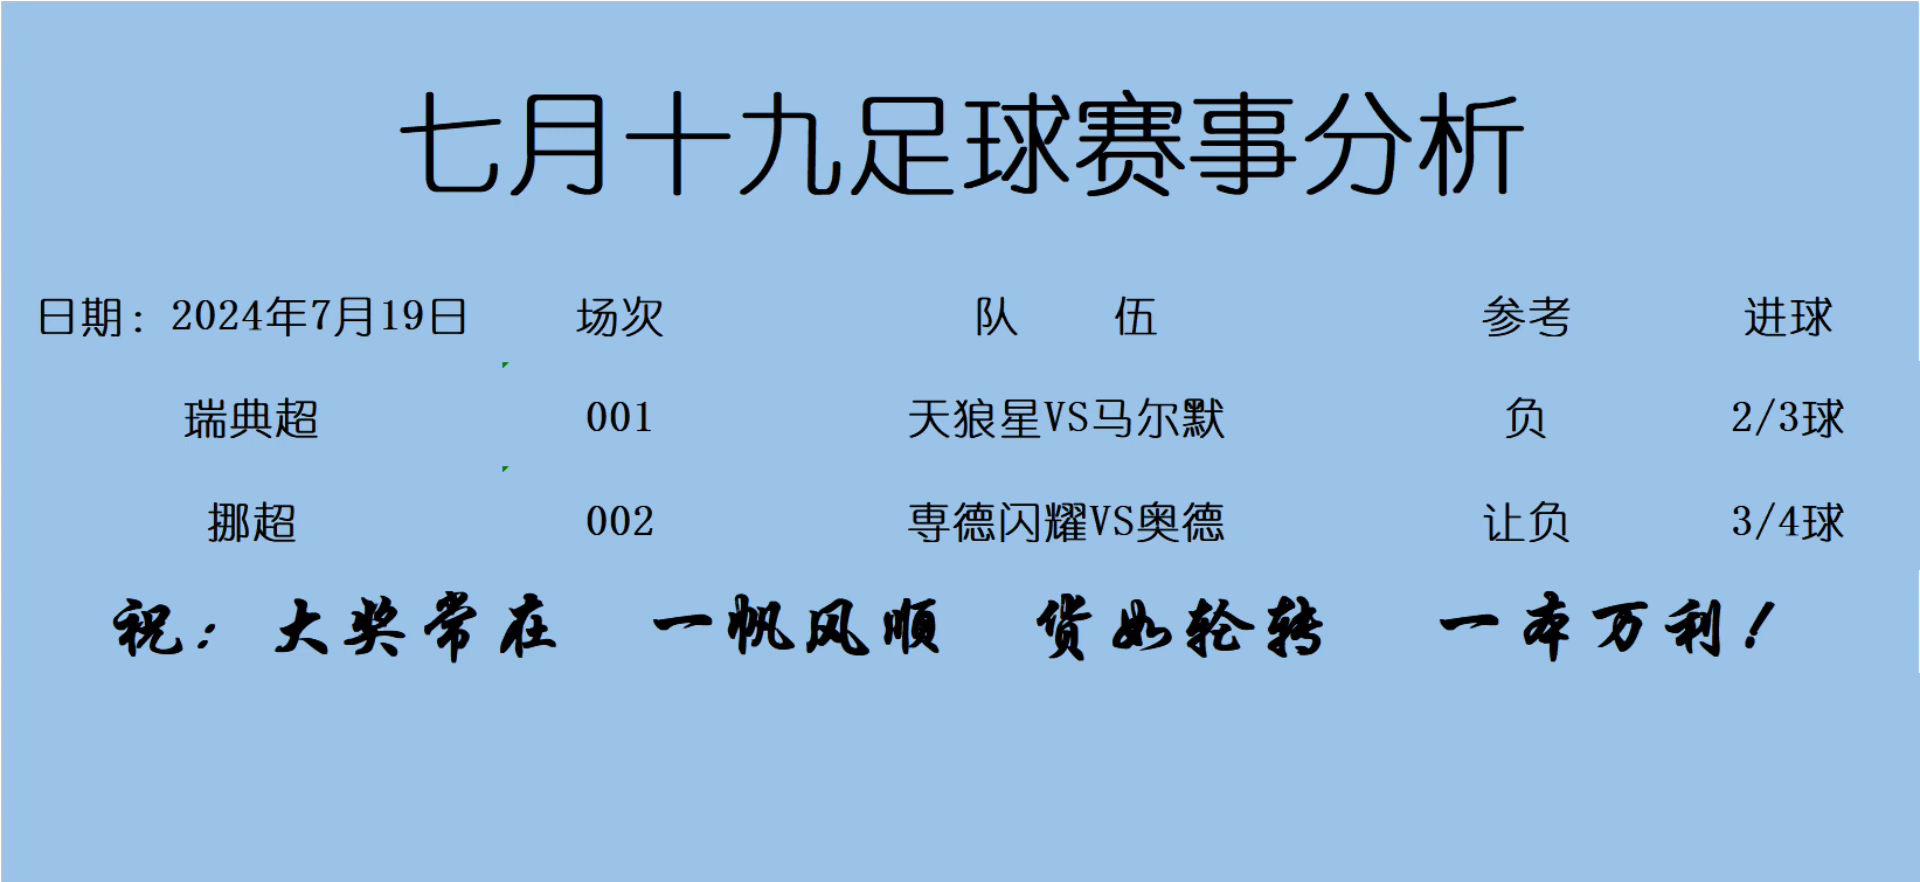 七月十九足球赛事分析
日期：2024年7月19日 场次 队 伍 参考 进球
瑞典超 001 天狼星VS马尔默 负 2/3球
挪超 002 専德闪耀VS奥德 让负 3/4球
祝：大奖常在 一帆风顺 货如轮转 一本万利！